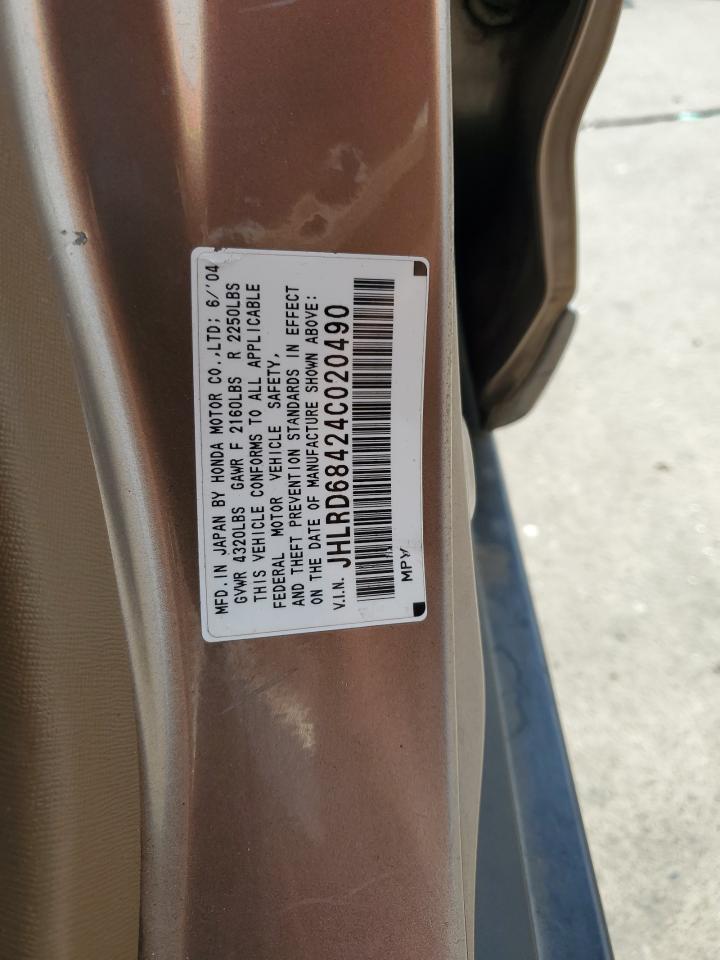 MFD. IN JAPAN BY HONDA MOTOR CO.,LTD; 6/'04
GVWR 4320LBS GAWR F 2160LBS R 2250LBS
THIS VEHICLE CONFORMS TO ALL APPLICABLE
FEDERAL MOTOR VEHICLE SAFETY,
AND THEFT PREVENTION STANDARDS IN EFFECT
ON THE DATE OF MANUFACTURE SHOWN ABOVE:
V.I.N. JHLRD68424C020490
MPV